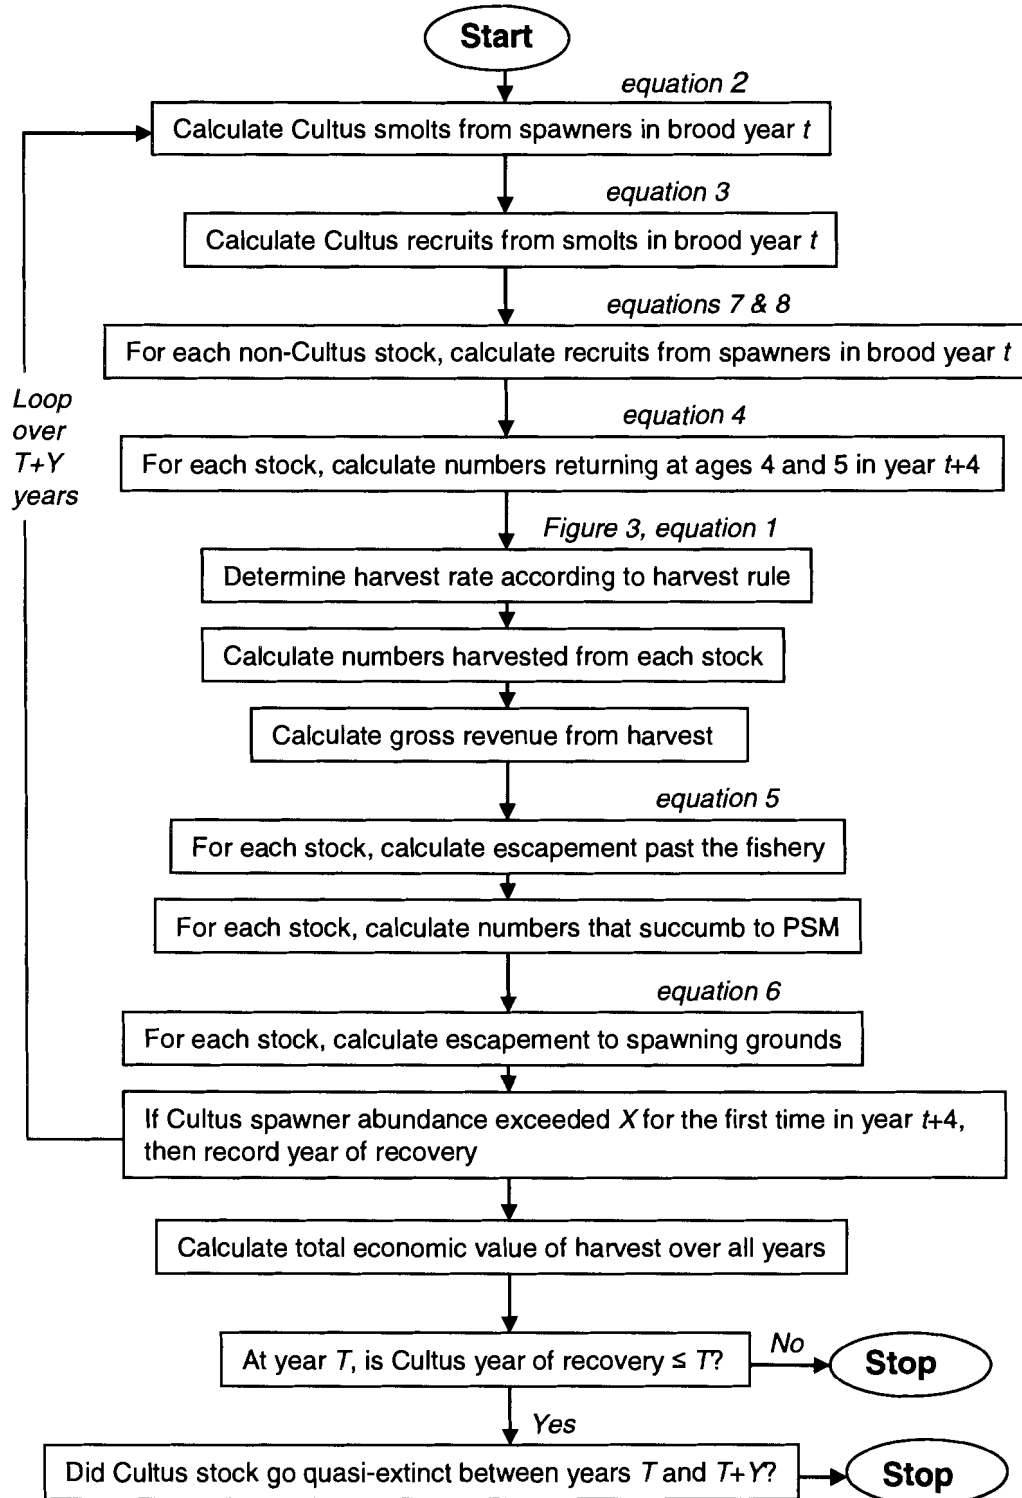 Start
equation 2
Calculate Cultus smolts from spawners in brood year t
equation 3
Calculate Cultus recruits from smolts in brood year t
equations 7 & 8
For each non-Cultus stock, calculate recruits from spawners in brood year t
Loop
over
T+Y
years
equation 4
For each stock, calculate numbers returning at ages 4 and 5 in year t+4
Figure 3, equation 1
Determine harvest rate according to harvest rule
Calculate numbers harvested from each stock
Calculate gross revenue from harvest
equation 5
For each stock, calculate escapement past the fishery
For each stock, calculate numbers that succumb to PSM
equation 6
For each stock, calculate escapement to spawning grounds
If Cultus spawner abundance exceeded X for the first time in year t+4,
then record year of recovery
Calculate total economic value of harvest over all years
At year T, is Cultus year of recovery ≤ T?
No
Stop
Yes
Did Cultus stock go quasi-extinct between years T and T+Y?
Stop